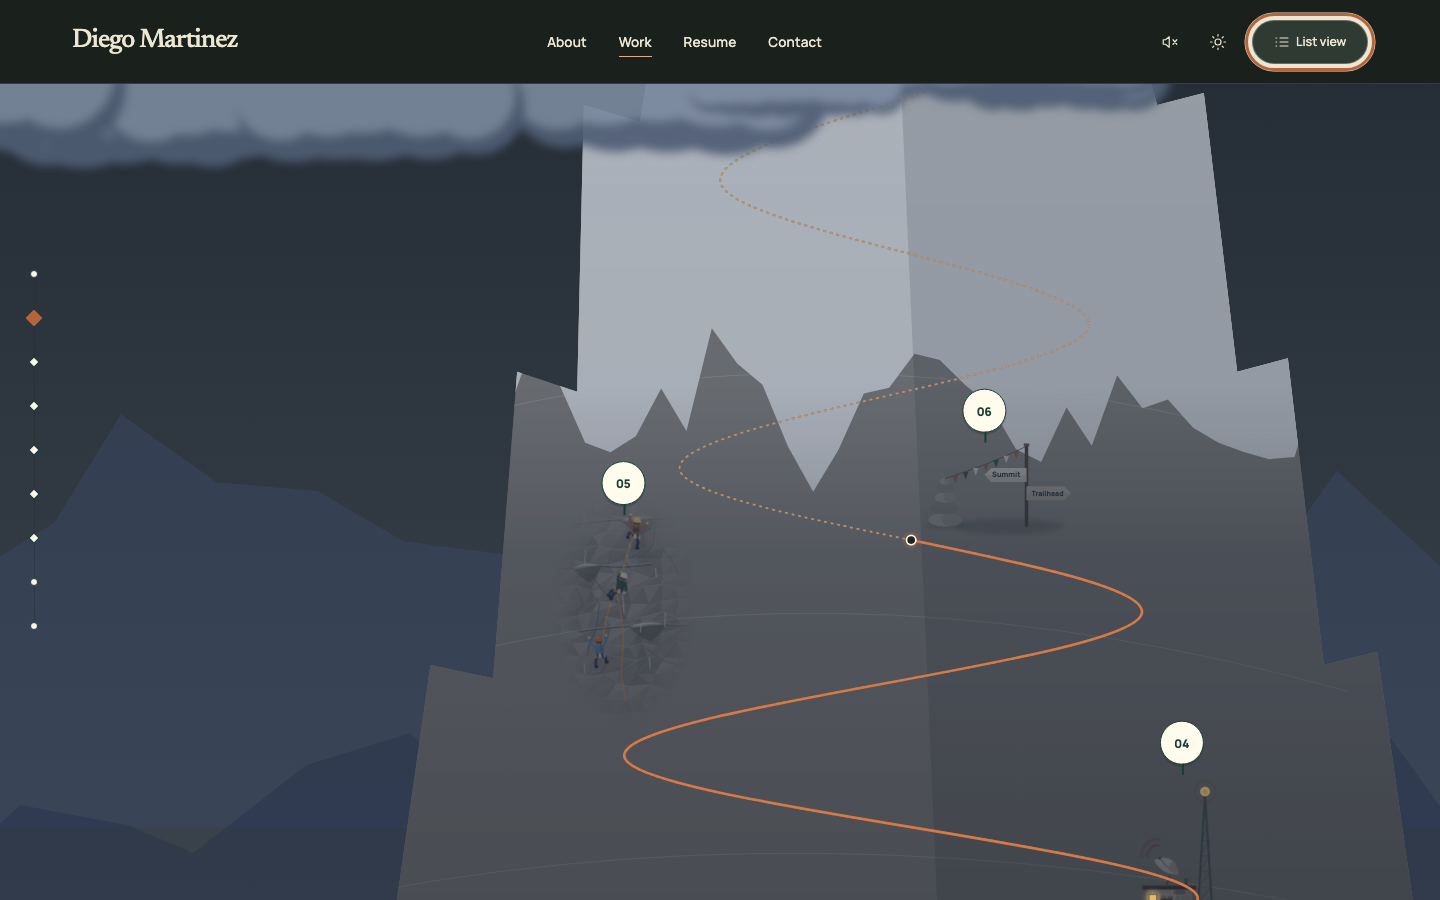 Diego Martinez
About
Work
Resume
Contact
List view
06
Summit
Trailhead
05
04